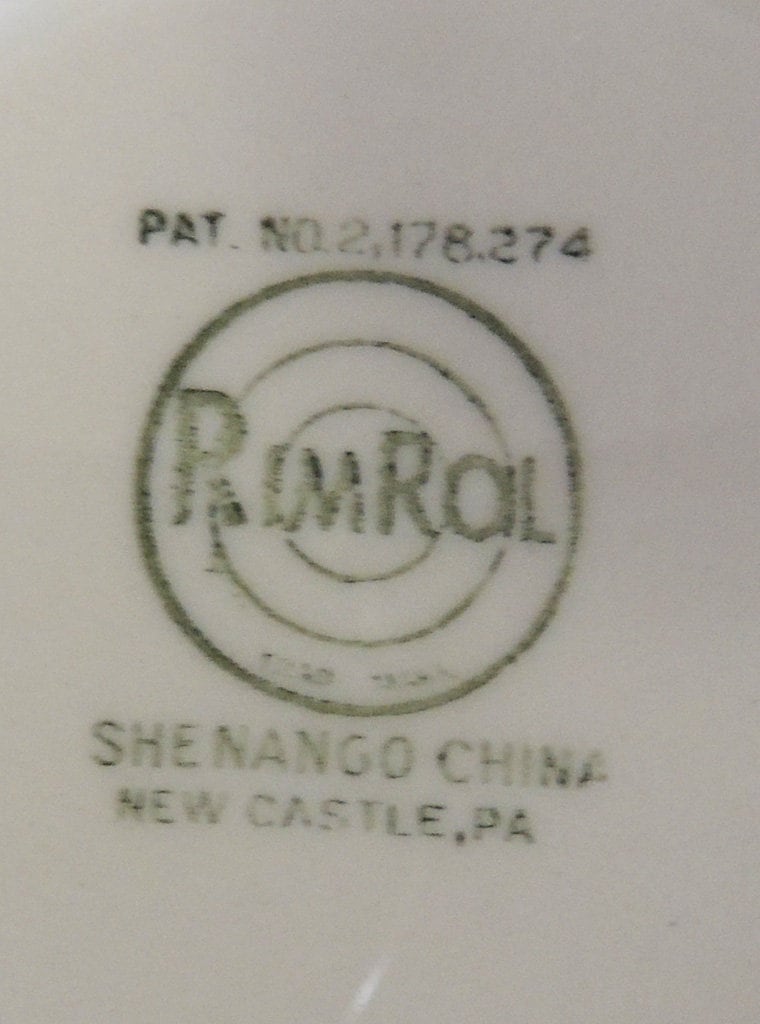 PAT. NO. 2,178.274
RimRol
SHENANGO CHINA
NEW CASTLE, PA